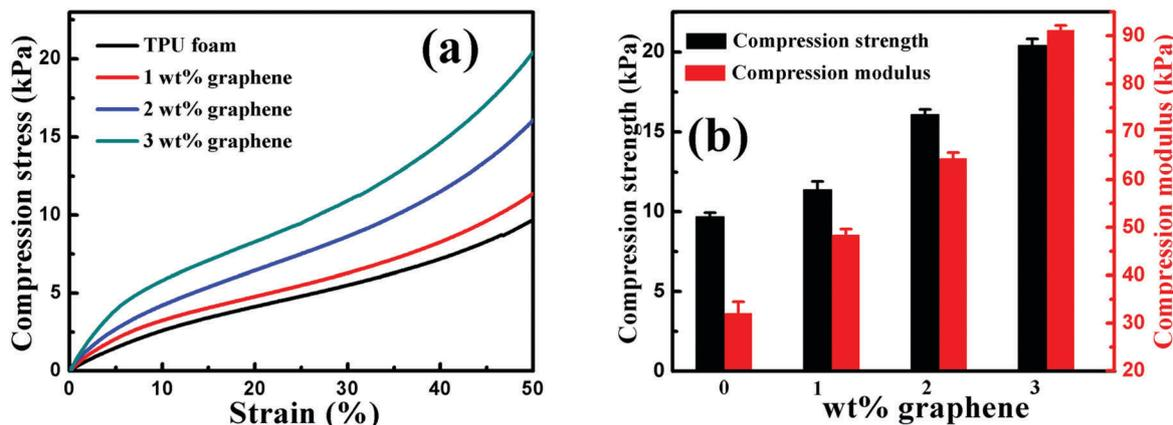 (a)
TPU foam
1 wt% graphene
2 wt% graphene
3 wt% graphene
Compression stress (kPa)
20
15
10
5
0
0 10 20 30 40 50
Strain (%)
(b)
Compression strength
Compression modulus
Compression strength (kPa)
20
15
10
5
0
0 1 2 3
wt% graphene
90
80
70
60
50
40
30
20
Compression modulus (kPa)